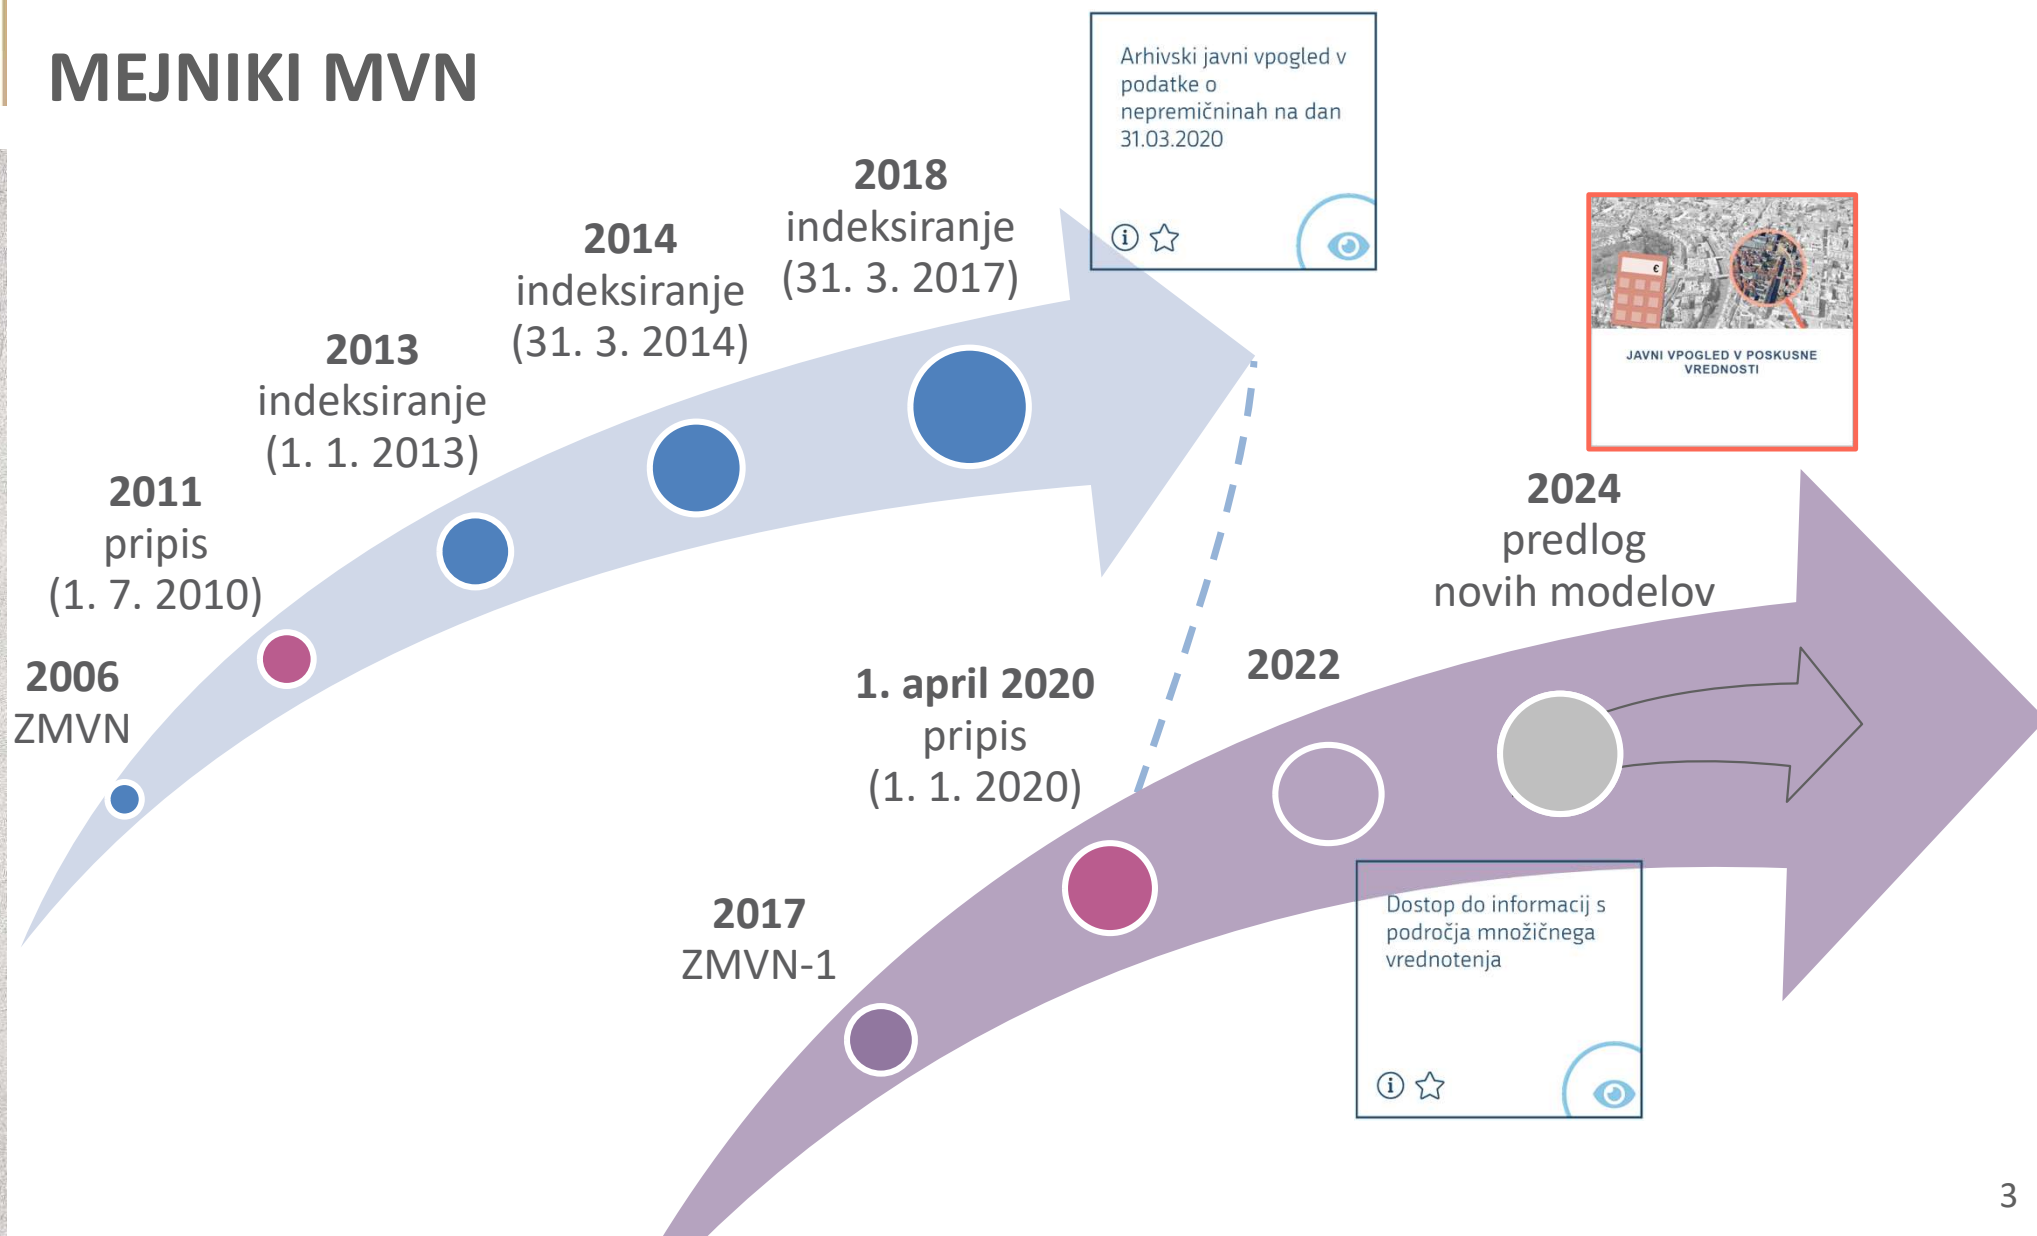 MEJNIKI MVN
Arhivski javni vpogled v
podatke o
nepremičninah na dan
31.03.2020
2018
indeksiranje
(31. 3. 2017)
2014
indeksiranje
(31. 3. 2014)
2013
indeksiranje
(1. 1. 2013)
2011
pripis
(1. 7. 2010)
2006
ZMVN
€
JAVNI VPOGLED V POSKUSNE
VREDNOSTI
2024
predlog
novih modelov
2022
1. april 2020
pripis
(1. 1. 2020)
2017
ZMVN-1
Dostop do informacij s
področja množičnega
vrednotenja
3